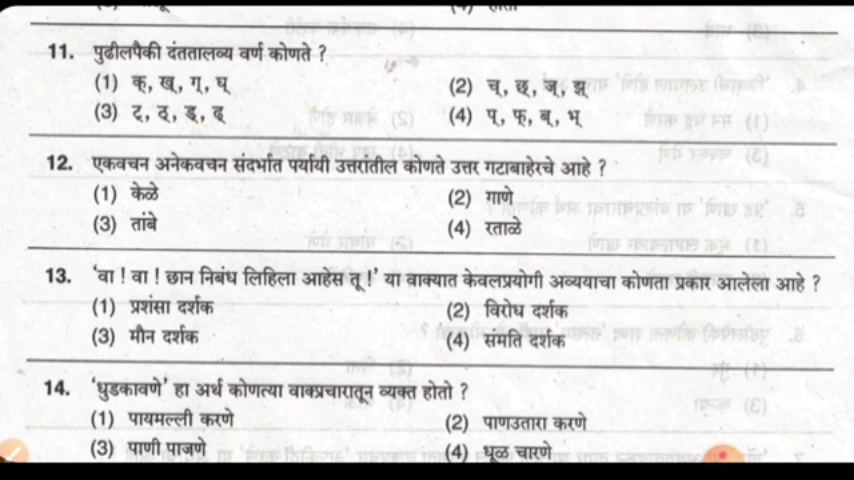 11. पुढीलपैकी दंततालव्य वर्ण कोणते ?
(1) क्, ख्, ग्, घ्
(2) च्, छ्, ज्, झ्
(3) ट्, ठ्, ड्, ढ्
(4) प्, फ्, ब्, भ्
12. एकवचन अनेकवचन संदर्भात पर्यायी उत्तरांतील कोणते उत्तर गटाबाहेरचे आहे ?
(1) केळे
(2) गाणे
(3) तांबे
(4) रताळे
13. 'वा ! वा ! छान निबंध लिहिला आहेस तू !' या वाक्यात केवलप्रयोगी अव्ययाचा कोणता प्रकार आलेला आहे ?
(1) प्रशंसा दर्शक
(2) विरोध दर्शक
(3) मौन दर्शक
(4) संमति दर्शक
14. 'धुडकावणे' हा अर्थ कोणत्या वाक्प्रचारातून व्यक्त होतो ?
(1) पायमल्ली करणे
(2) पाणउतारा करणे
(3) पाणी पाजणे
(4) धूळ चारणे